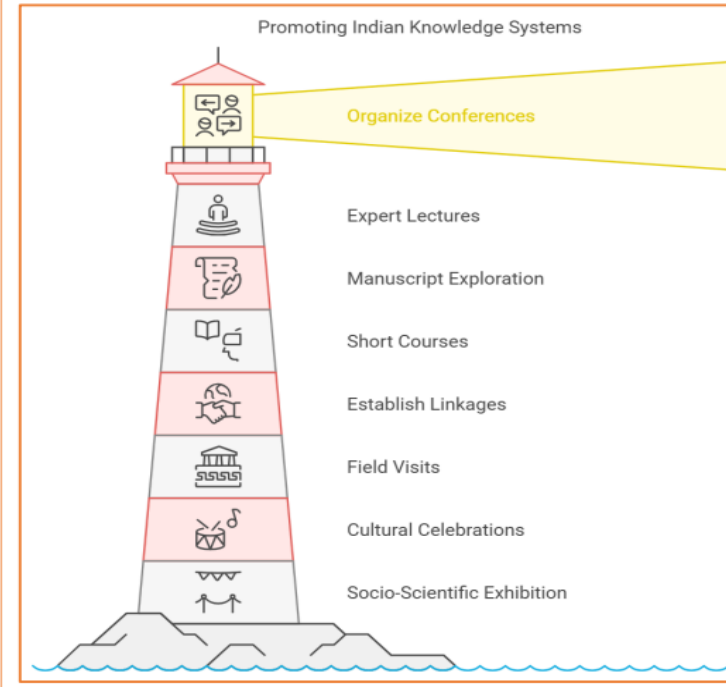 Promoting Indian Knowledge Systems
Organize Conferences
Expert Lectures
Manuscript Exploration
Short Courses
Establish Linkages
Field Visits
Cultural Celebrations
Socio-Scientific Exhibition